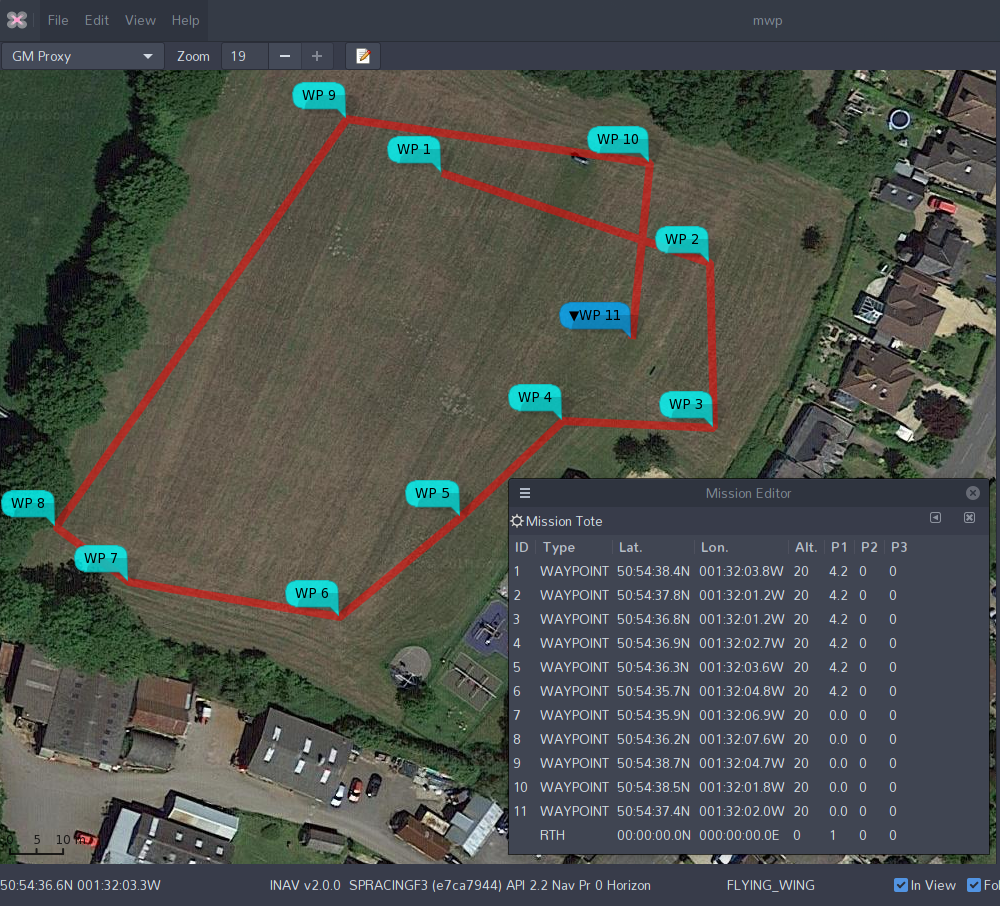 File Edit View Help mwp
GM Proxy Zoom 19
WP 9
WP 10
WP 1
WP 2
▼WP 11
WP 4
WP 3
WP 5
WP 8
WP 7
WP 6
Mission Editor
Mission Tote
ID Type Lat. Lon. Alt. P1 P2 P3
1 WAYPOINT 50:54:38.4N 001:32:03.8W 20 4.2 0 0
2 WAYPOINT 50:54:37.8N 001:32:01.2W 20 4.2 0 0
3 WAYPOINT 50:54:36.8N 001:32:01.2W 20 4.2 0 0
4 WAYPOINT 50:54:36.9N 001:32:02.7W 20 4.2 0 0
5 WAYPOINT 50:54:36.3N 001:32:03.6W 20 4.2 0 0
6 WAYPOINT 50:54:35.7N 001:32:04.8W 20 4.2 0 0
7 WAYPOINT 50:54:35.9N 001:32:06.9W 20 0.0 0 0
8 WAYPOINT 50:54:36.2N 001:32:07.6W 20 0.0 0 0
9 WAYPOINT 50:54:38.7N 001:32:04.7W 20 0.0 0 0
10 WAYPOINT 50:54:38.5N 001:32:01.8W 20 0.0 0 0
11 WAYPOINT 50:54:37.4N 001:32:02.0W 20 0.0 0 0
RTH 00:00:00.0N 000:00:00.0E 0 1 0 0
5 10 m
50:54:36.6N 001:32:03.3W INAV v2.0.0 SPRACINGF3 (e7ca7944) API 2.2 Nav Pr 0 Horizon FLYING_WING In View Fo